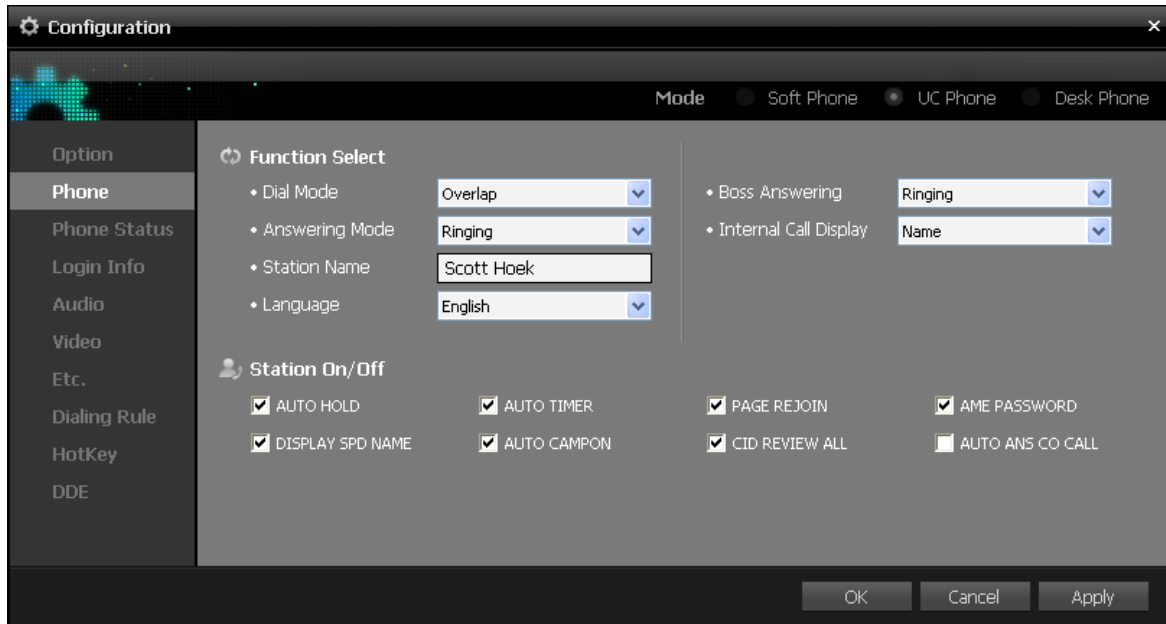 Configuration
Mode Soft Phone UC Phone Desk Phone
Option
Phone
Phone Status
Login Info
Audio
Video
Etc.
Dialing Rule
HotKey
DDE
Function Select
• Dial Mode Overlap
• Answering Mode Ringing
• Station Name Scott Hoek
• Language English
• Boss Answering Ringing
• Internal Call Display Name
Station On/Off
AUTO HOLD AUTO TIMER PAGE REJOIN AME PASSWORD
DISPLAY SPD NAME AUTO CAMPON CID REVIEW ALL AUTO ANS CO CALL
OK Cancel Apply